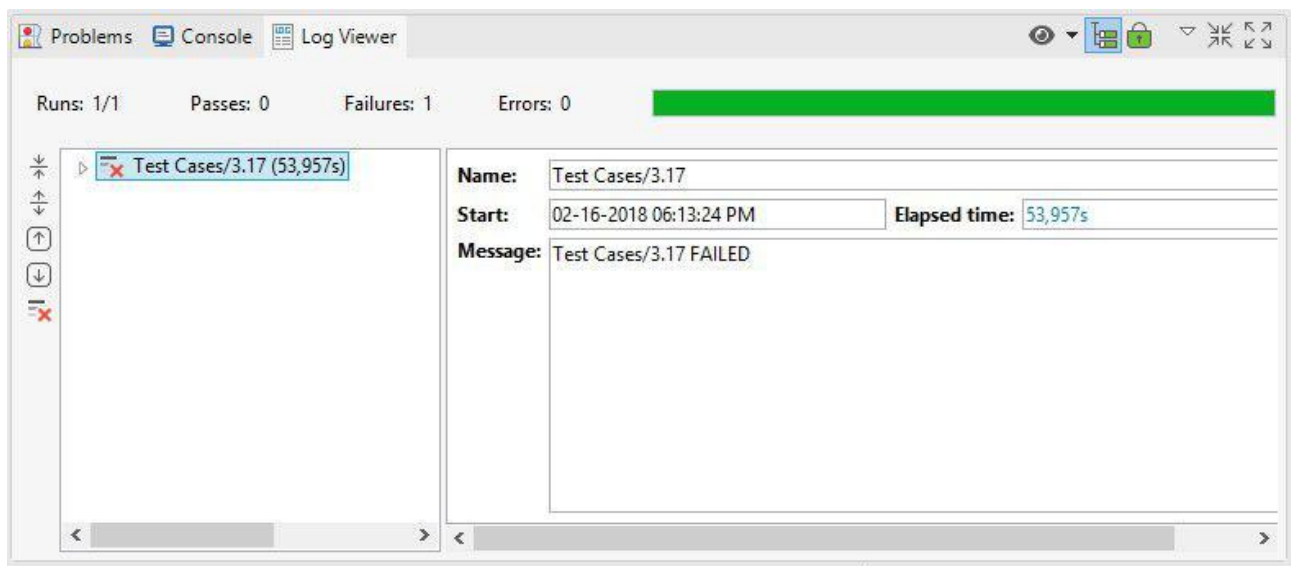 Problems Console Log Viewer
Runs: 1/1 Passes: 0 Failures: 1 Errors: 0
Test Cases/3.17 (53,957s)
Name: Test Cases/3.17
Start: 02-16-2018 06:13:24 PM Elapsed time: 53,957s
Message: Test Cases/3.17 FAILED